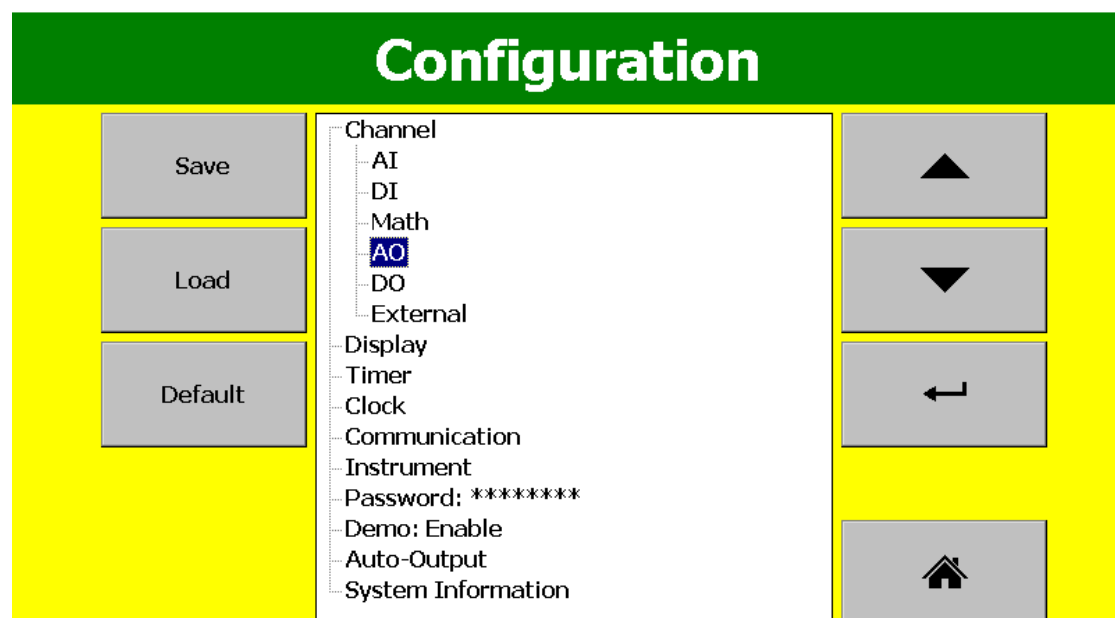 Configuration
Save
Load
Default
Channel
AI
DI
Math
AO
DO
External
Display
Timer
Clock
Communication
Instrument
Password: ********
Demo: Enable
Auto-Output
System Information